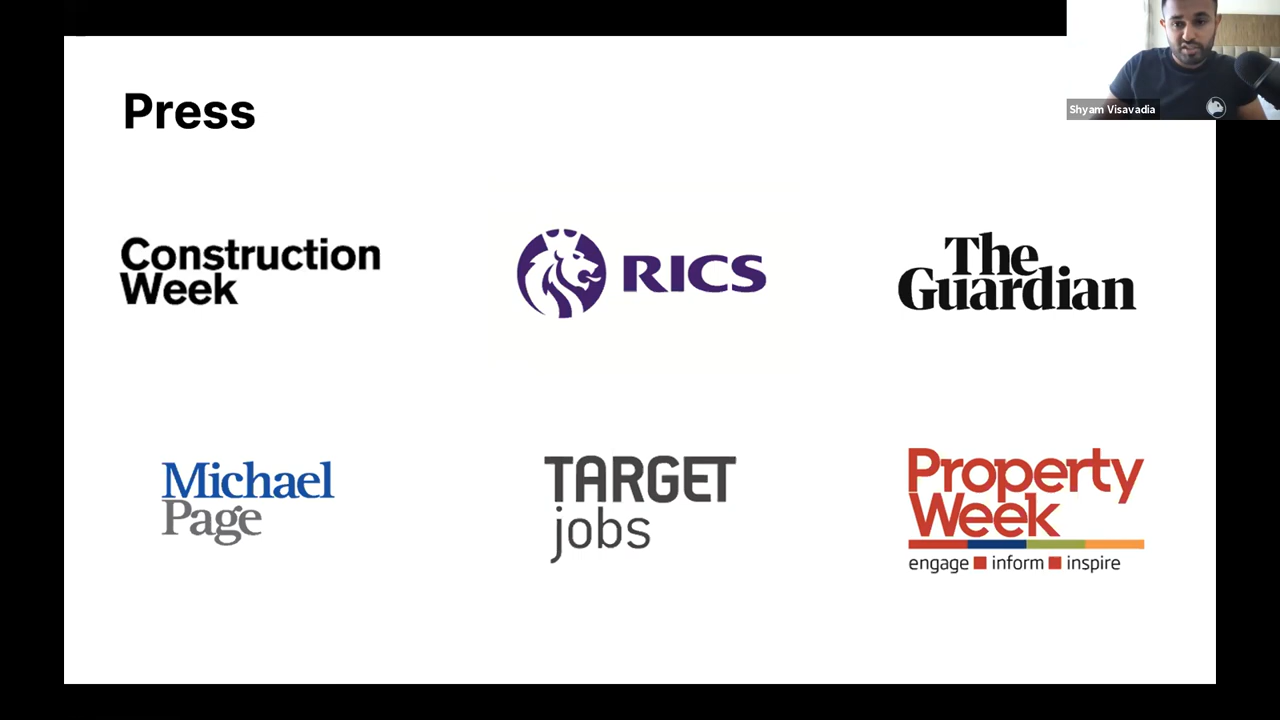 Press
Shyam Visavadia
Construction
Week
RICS
The
Guardian
Michael
Page
TARGET
jobs
Property
Week
engage inform inspire